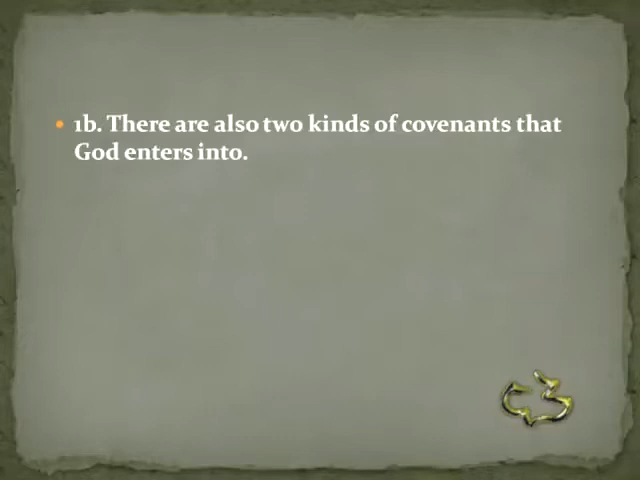 • 1b. There are also two kinds of covenants that
God enters into.